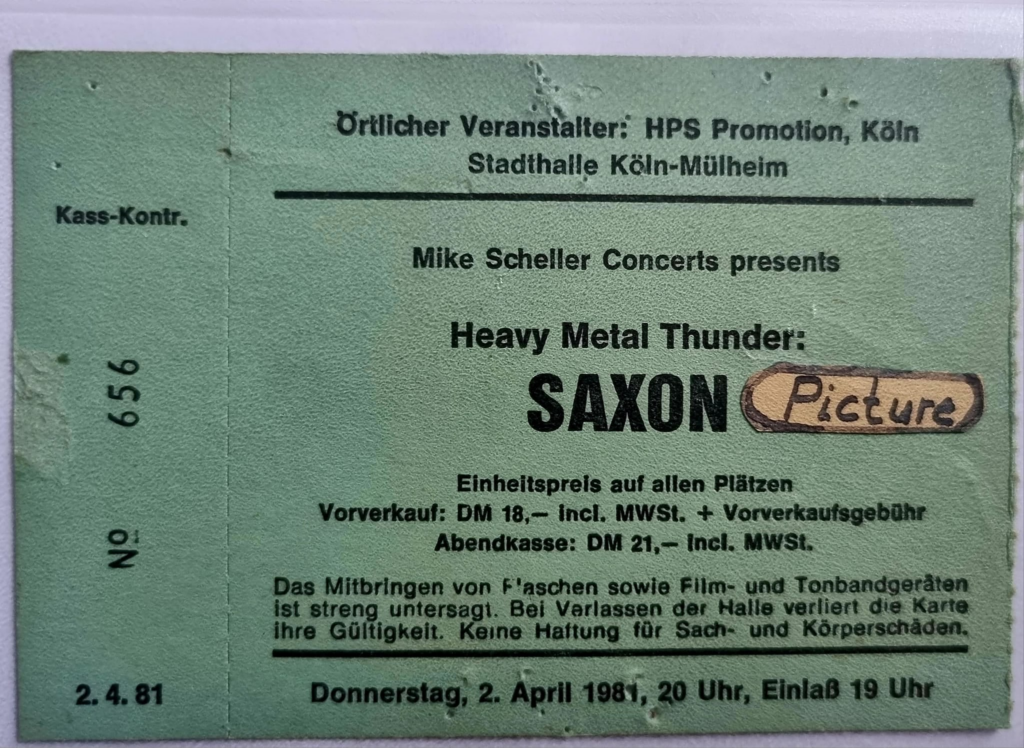 Örtlicher Veranstalter: HPS Promotion, Köln
Stadthalle Köln-Mülheim
Kass-Kontr.
Mike Scheller Concerts presents
Heavy Metal Thunder:
SAXON Picture
Einheitspreis auf allen Plätzen
Vorverkauf: DM 18,— incl. MWSt. + Vorverkaufsgebühr
Abendkasse: DM 21,— incl. MWSt.
Das Mitbringen von Flaschen sowie Film- und Tonbandgeräten
ist streng untersagt. Bei Verlassen der Halle verliert die Karte
ihre Gültigkeit. Keine Haftung für Sach- und Körperschäden.
Donnerstag, 2. April 1981, 20 Uhr, Einlaß 19 Uhr
Nº 656
2.4.81